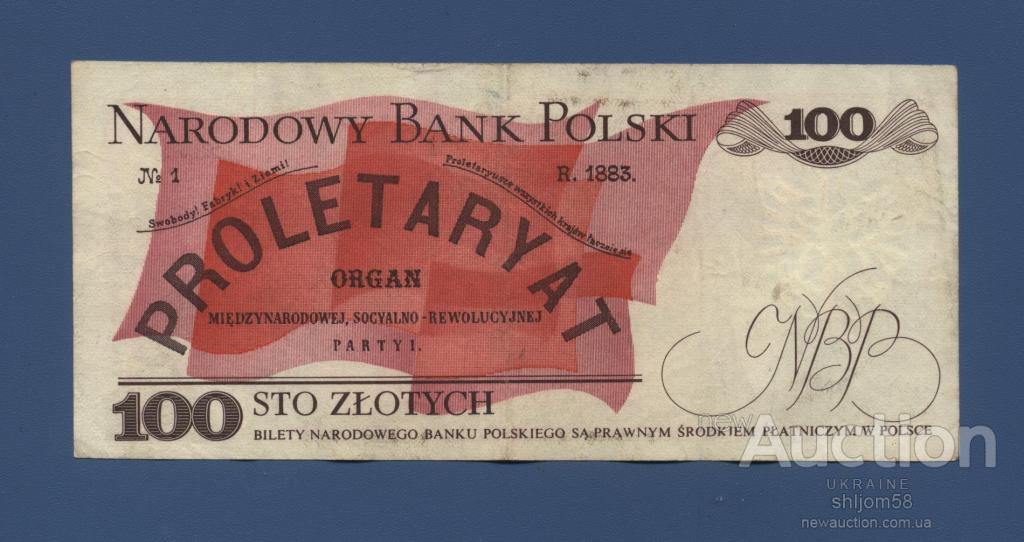 NARODOWY BANK POLSKI
100
№ 1
R. 1883.
Swobody! Fabryk! i Ziemi!
Proletaryusze wszystkich krajów łączcie się
PROLETARYAT
ORGAN
MIĘDZYNARODOWEJ, SOCYALNO-REWOLUCYJNEJ
PARTYI.
NBP
100 STO ZŁOTYCH
BILETY NARODOWEGO BANKU POLSKIEGO SĄ PRAWNYM ŚRODKIEM PŁATNICZYM W POLSCE
newAuction
UKRAINE
shljom58
newauction.com.ua